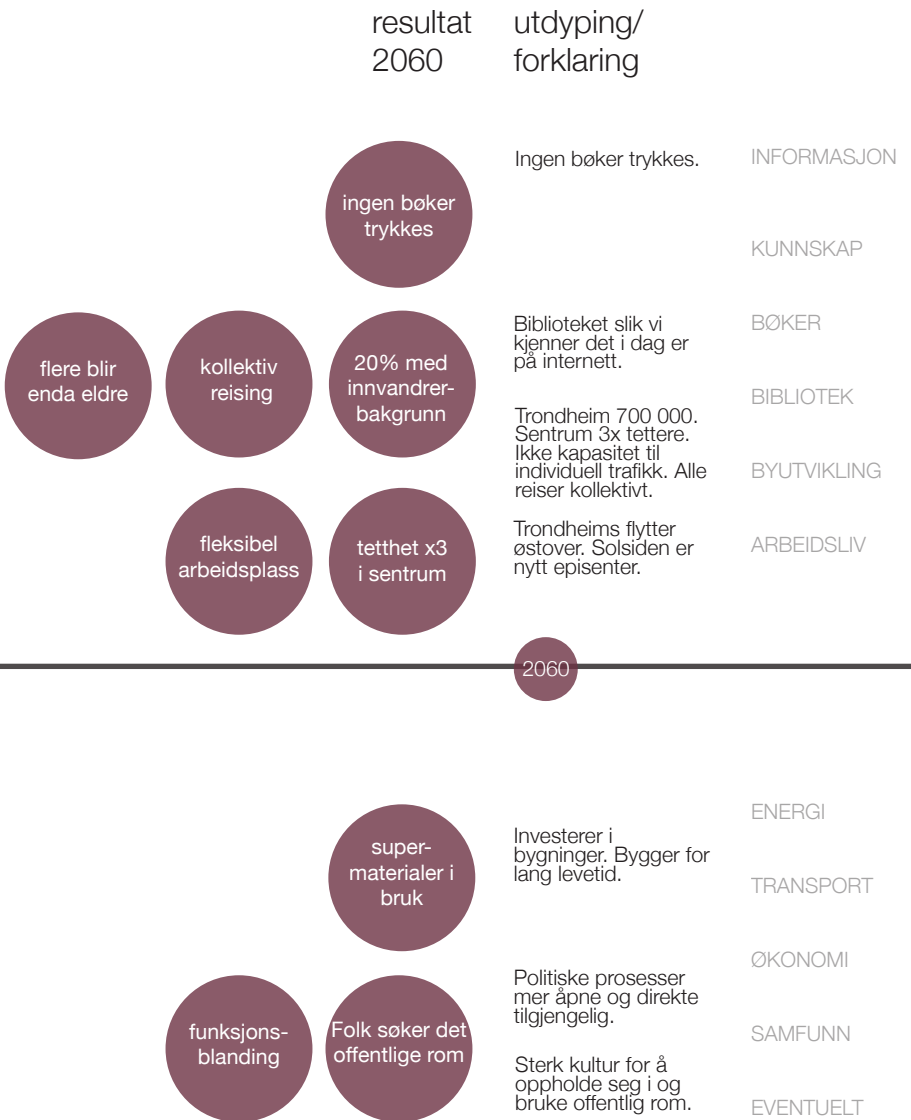 resultat
2060
utdyping/
forklaring
ingen bøker
trykkes
Ingen bøker trykkes.
INFORMASJON
KUNNSKAP
flere blir
enda eldre
kollektiv
reising
20% med
innvandrer-
bakgrunn
Biblioteket slik vi
kjenner det i dag er
på internett.
BØKER
Trondheim 700 000.
Sentrum 3x tettere.
Ikke kapasitet til
individuell trafikk. Alle
reiser kollektivt.
BIBLIOTEK
BYUTVIKLING
fleksibel
arbeidsplass
tetthet x3
i sentrum
Trondheims flytter
østover. Solsiden er
nytt episenter.
ARBEIDSLIV
2060
super-
materialer i
bruk
Investerer i
bygninger. Bygger for
lang levetid.
ENERGI
TRANSPORT
ØKONOMI
funksjons-
blanding
Folk søker det
offentlige rom
Politiske prosesser
mer åpne og direkte
tilgjengelig.
SAMFUNN
Sterk kultur for å
oppholde seg i og
bruke offentlig rom.
EVENTUELT